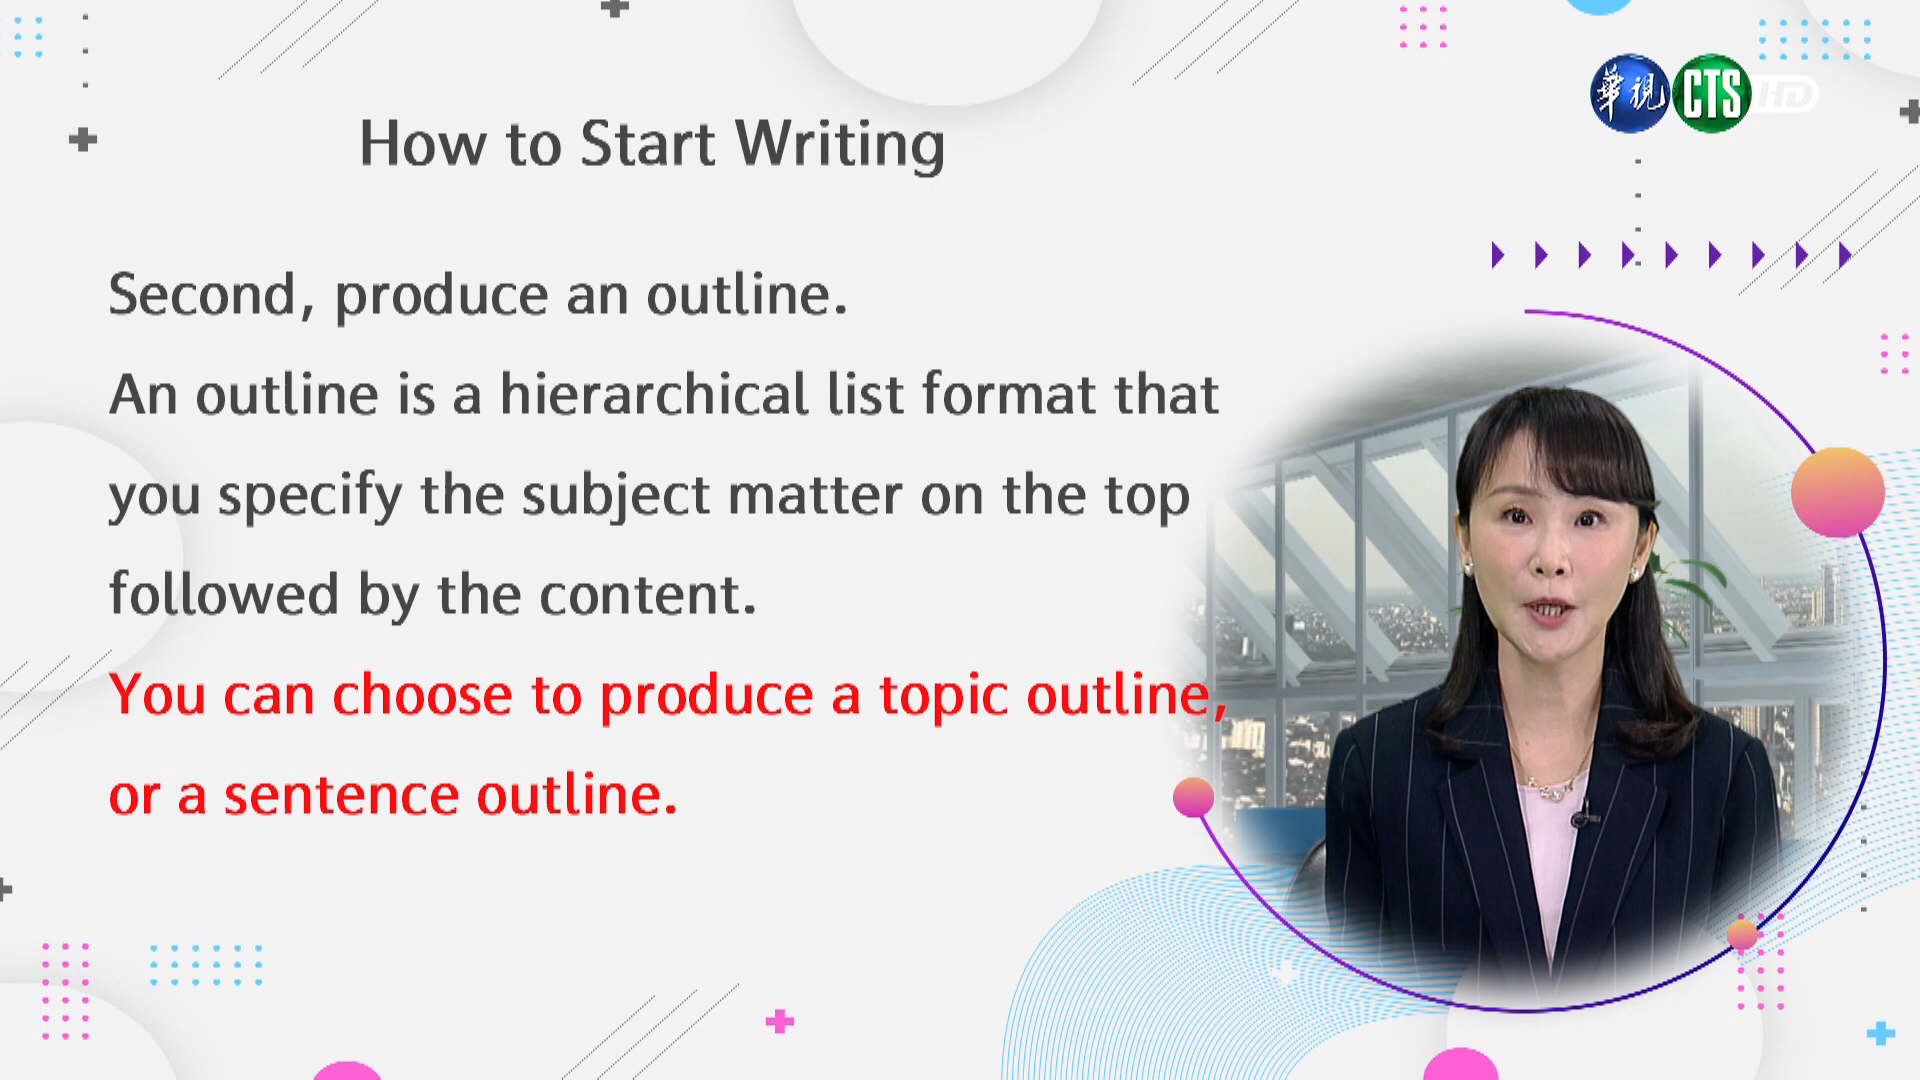 華視 CTS HD
How to Start Writing
Second, produce an outline.
An outline is a hierarchical list format that
you specify the subject matter on the top
followed by the content.
You can choose to produce a topic outline,
or a sentence outline.